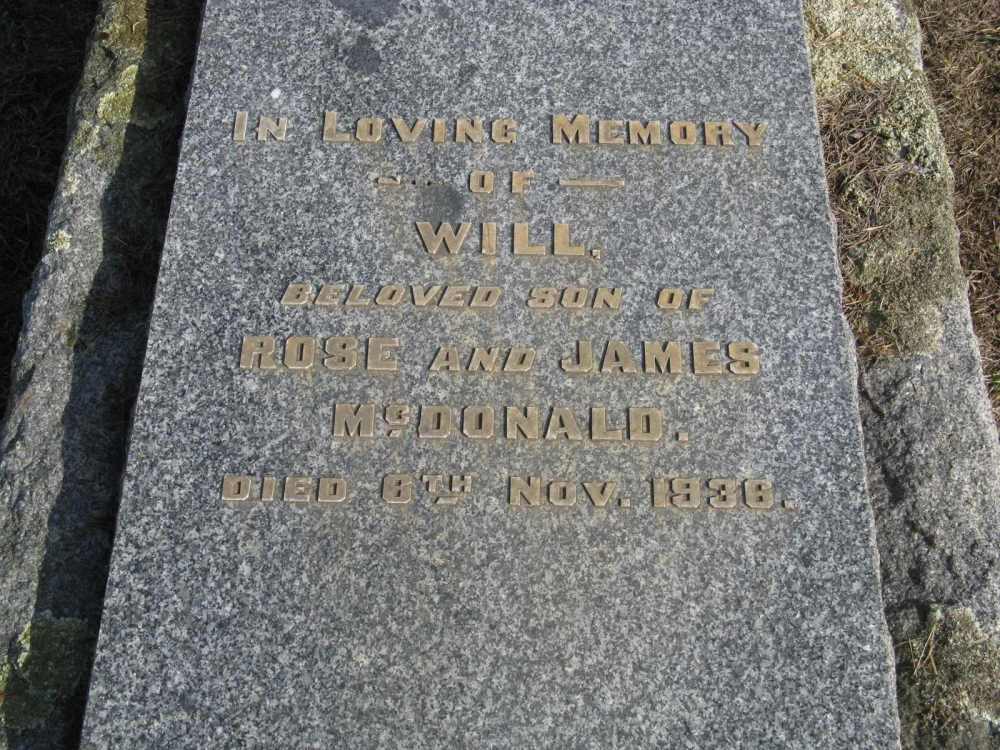 IN LOVING MEMORY
OF
WILL,
BELOVED SON OF
ROSE AND JAMES
McDONALD.
DIED 6TH NOV. 1936.